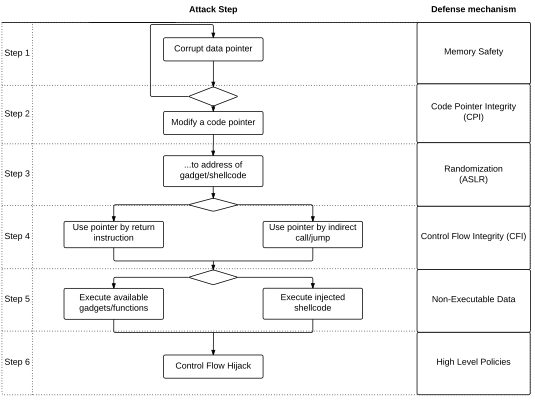 Attack Step
Defense mechanism
Step 1
Corrupt data pointer
Memory Safety
Step 2
Modify a code pointer
Code Pointer Integrity
(CPI)
Step 3
...to address of
gadget/shellcode
Randomization
(ASLR)
Step 4
Use pointer by return
instruction
Use pointer by indirect
call/jump
Control Flow Integrity (CFI)
Step 5
Execute available
gadgets/functions
Execute injected
shellcode
Non-Executable Data
Step 6
Control Flow Hijack
High Level Policies